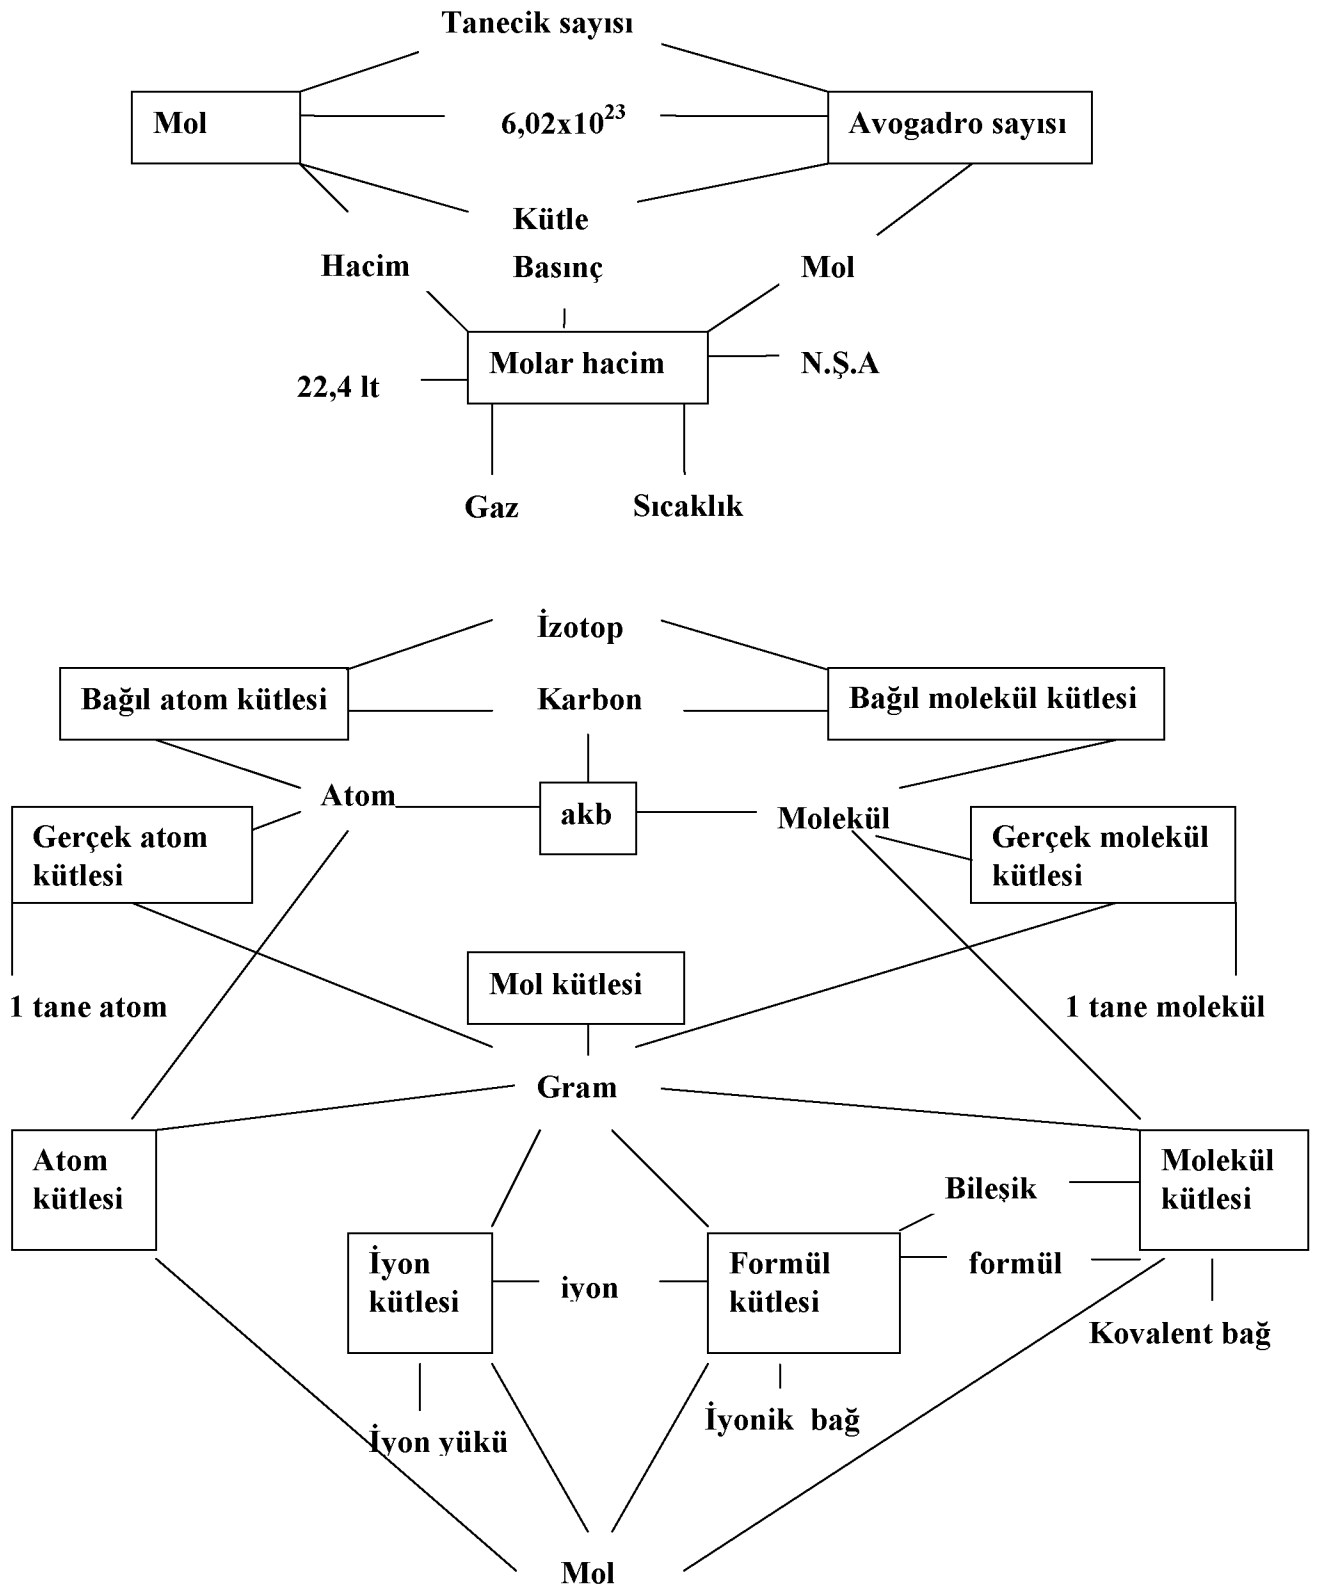 Tanecik sayısı
Mol
6,02x10²³
Avogadro sayısı
Kütle
Hacim
Basınç
Mol
Molar hacim
N.Ş.A
22,4 lt
Gaz
Sıcaklık
İzotop
Bağıl atom kütlesi
Karbon
Bağıl molekül kütlesi
Atom
akb
Molekül
Gerçek atom
kütlesi
Gerçek molekül
kütlesi
Mol kütlesi
1 tane atom
1 tane molekül
Gram
Atom
kütlesi
Molekül
kütlesi
Bileşik
İyon
kütlesi
iyon
Formül
kütlesi
formül
Kovalent bağ
İyonik bağ
İyon yükü
Mol